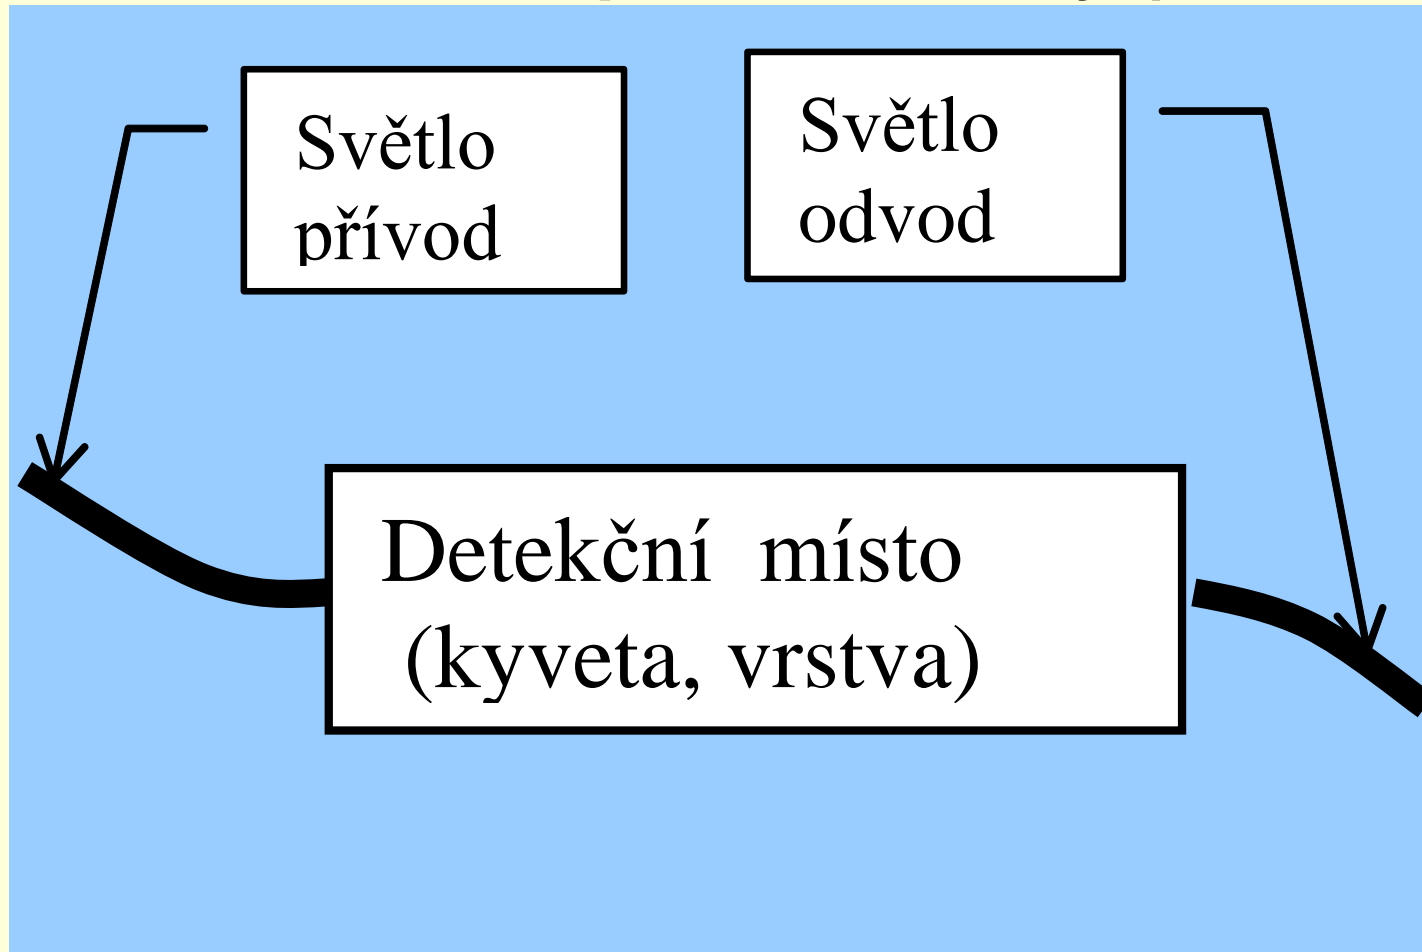 Světlo
přívod
Světlo
odvod
Detekční místo
(kyveta, vrstva)